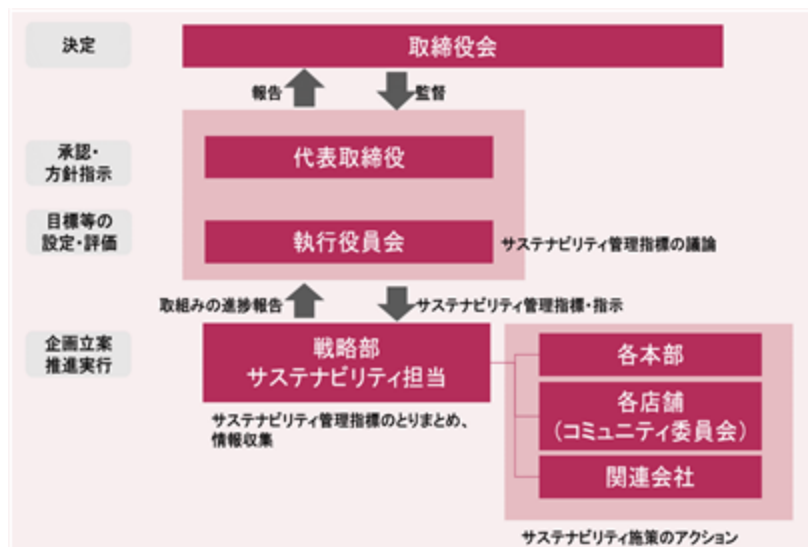 決定
取締役会
報告
監督
承認・
方針指示
代表取締役
目標等の
設定・評価
執行役員会
サステナビリティ管理指標の議論
取組みの進捗報告
サステナビリティ管理指標・指示
企画立案
推進実行
戦略部
サステナビリティ担当
サステナビリティ管理指標のとりまとめ、
情報収集
各本部
各店舗
（コミュニティ委員会）
関連会社
サステナビリティ施策のアクション